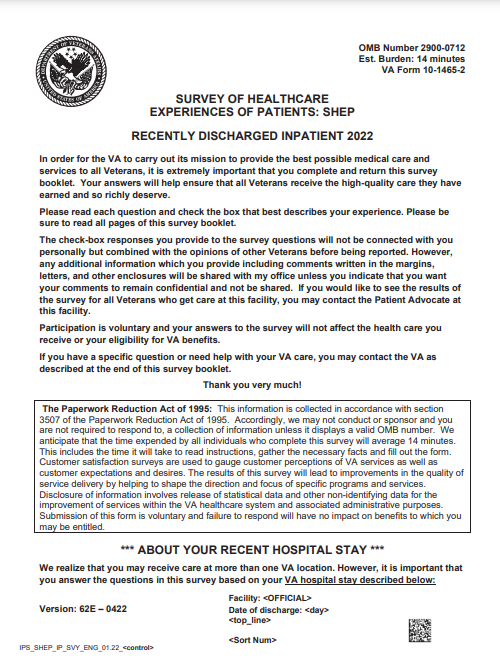 OMB Number 2900-0712
Est. Burden: 14 minutes
VA Form 10-1465-2
SURVEY OF HEALTHCARE
EXPERIENCES OF PATIENTS: SHEP
RECENTLY DISCHARGED INPATIENT 2022
In order for the VA to carry out its mission to provide the best possible medical care and
services to all Veterans, it is extremely important that you complete and return this survey
booklet.  Your answers will help ensure that all Veterans receive the high-quality care they have
earned and so richly deserve.
Please read each question and check the box that best describes your experience. Please be
sure to read all pages of this survey booklet.
The check-box responses you provide to the survey questions will not be connected with you
personally but combined with the opinions of other Veterans before being reported. However,
any additional information which you provide including comments written in the margins,
letters, and other enclosures will be shared with my office unless you indicate that you want
your comments to remain confidential and not be shared.  If you would like to see the results of
the survey for all Veterans who get care at this facility, you may contact the Patient Advocate at
this facility.
Participation is voluntary and your answers to the survey will not affect the health care you
receive or your eligibility for VA benefits.
If you have a specific question or need help with your VA care, you may contact the VA as
described at the end of this survey booklet.
Thank you very much!
The Paperwork Reduction Act of 1995:  This information is collected in accordance with section
3507 of the Paperwork Reduction Act of 1995.  Accordingly, we may not conduct or sponsor and you
are not required to respond to, a collection of information unless it displays a valid OMB number.  We
anticipate that the time expended by all individuals who complete this survey will average 14 minutes.
This includes the time it will take to read instructions, gather the necessary facts and fill out the form.
Customer satisfaction surveys are used to gauge customer perceptions of VA services as well as
customer expectations and desires. The results of this survey will lead to improvements in the quality of
service delivery by helping to shape the direction and focus of specific programs and services.
Disclosure of information involves release of statistical data and other non-identifying data for the
improvement of services within the VA healthcare system and associated administrative purposes.
Submission of this form is voluntary and failure to respond will have no impact on benefits to which you
may be entitled.
*** ABOUT YOUR RECENT HOSPITAL STAY ***
We realize that you may receive care at more than one VA location. However, it is important that
you answer the questions in this survey based on your VA hospital stay described below:
Facility: <OFFICIAL>
Version: 62E – 0422
Date of discharge: <day>
<top_line>
<Sort Num>
IPS_SHEP_IP_SVY_ENG_01.22_<control>